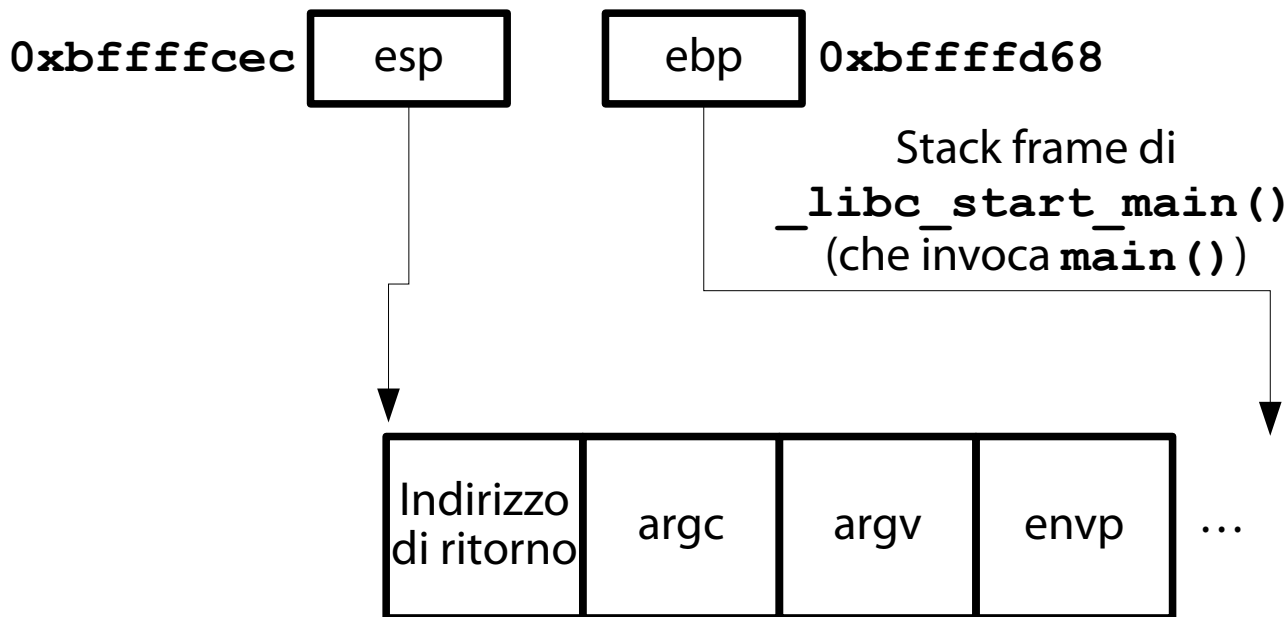 0xbffffcec esp ebp 0xbffffd68
Stack frame di
_libc_start_main()
(che invoca main())
Indirizzo
di ritorno argc argv envp ...